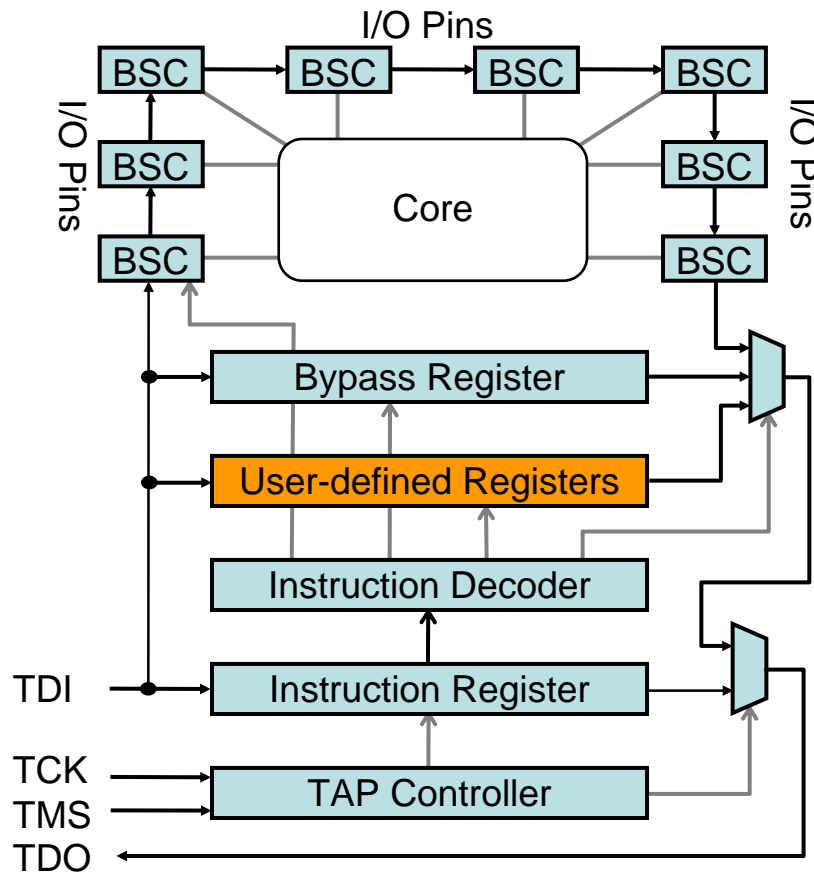 I/O Pins
BSC
BSC
BSC
BSC
I/O Pins
I/O Pins
BSC
BSC
Core
BSC
BSC
Bypass Register
User-defined Registers
Instruction Decoder
TDI
Instruction Register
TCK
TAP Controller
TMS
TDO